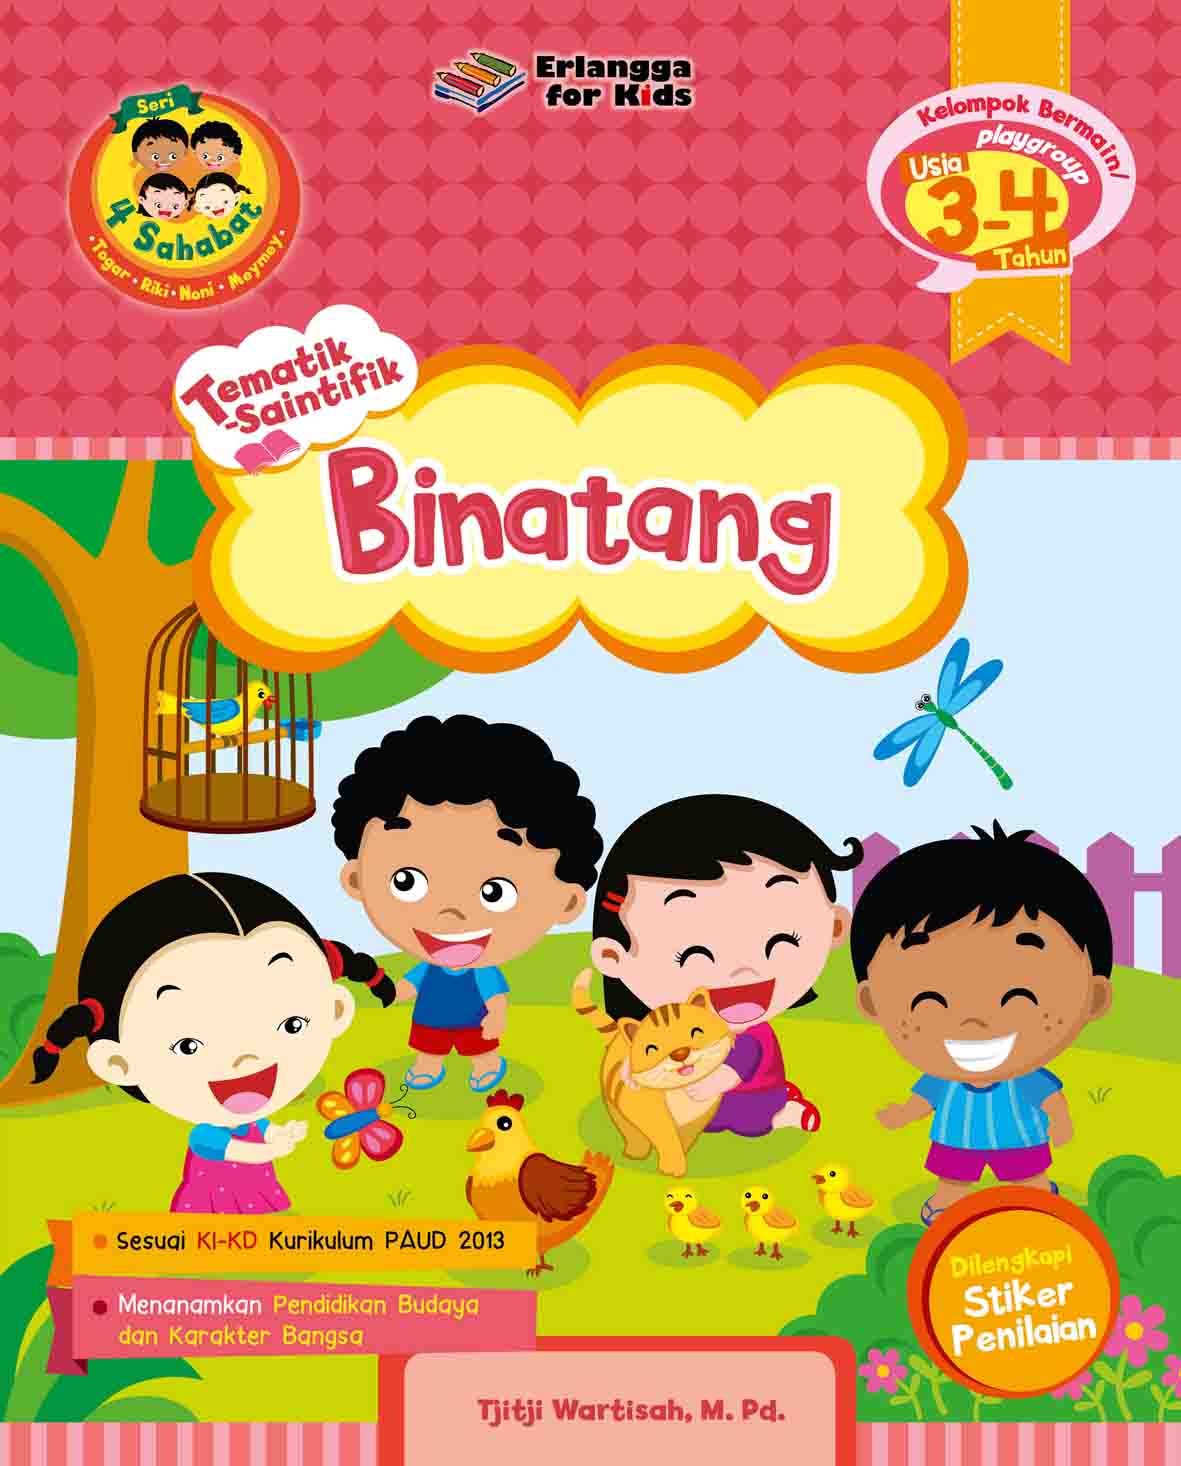 Erlangga
for Kids
Seri
4 Sahabat
• Togar • Riki • Noni • Meymey •
Kelompok Bermain/
playgroup
Usia
3-4
Tahun
Tematik
-Saintifik
Binatang
Sesuai KI-KD Kurikulum PAUD 2013
Menanamkan Pendidikan Budaya
dan Karakter Bangsa
Dilengkapi
Stiker
Penilaian
Tjitji Wartisah, M. Pd.